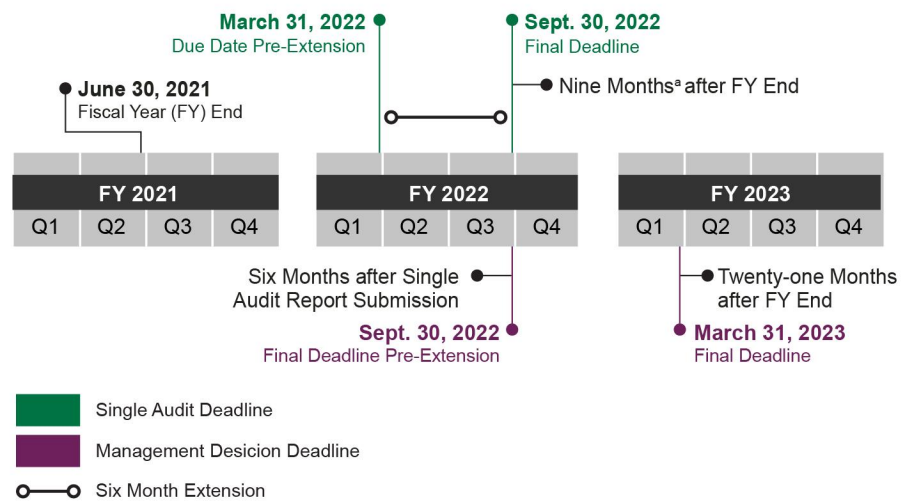 March 31, 2022
Due Date Pre-Extension
Sept. 30, 2022
Final Deadline
June 30, 2021
Fiscal Year (FY) End
Nine Monthsᵃ after FY End
FY 2021
Q1 Q2 Q3 Q4
FY 2022
Q1 Q2 Q3 Q4
FY 2023
Q1 Q2 Q3 Q4
Six Months after Single
Audit Report Submission
Sept. 30, 2022
Final Deadline Pre-Extension
Twenty-one Months
after FY End
March 31, 2023
Final Deadline
Single Audit Deadline
Management Desicion Deadline
Six Month Extension